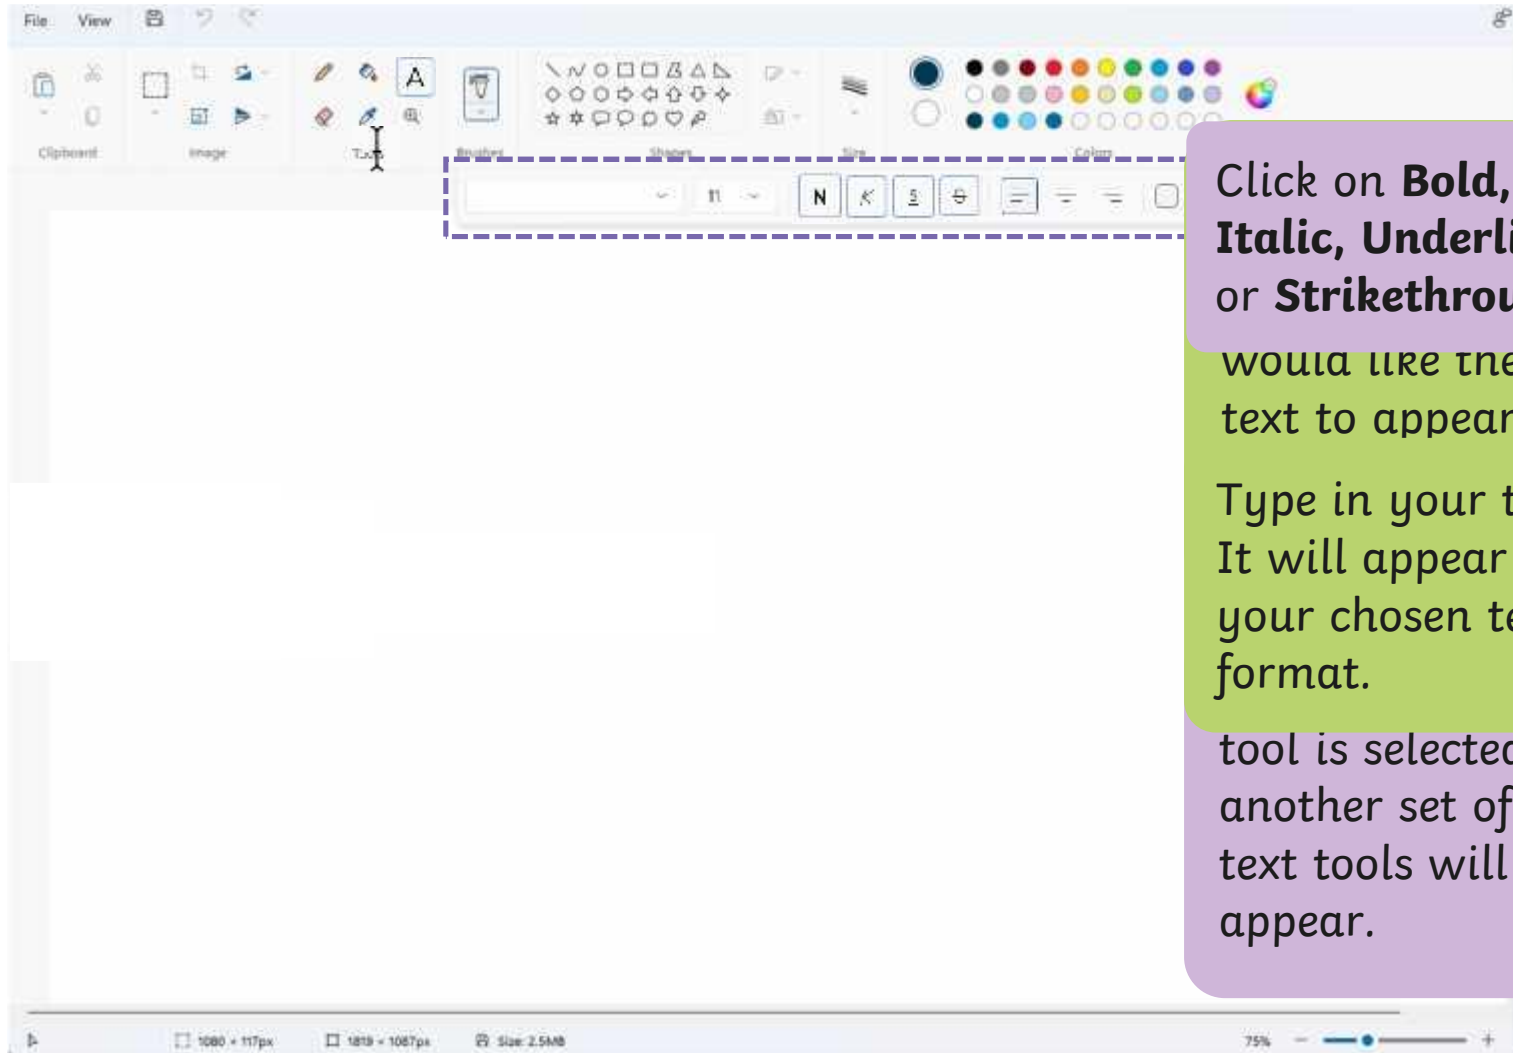 File View
Clipboard Image Tools Brushes Shapes Size Colors
11 N K S S
Click on Bold,
Italic, Underli
or Strikethrou
would like the
text to appear
Type in your t
It will appear
your chosen te
format.
tool is selected
another set of
text tools will
appear.
1080 × 117px 1819 × 1087px Size: 2.5MB 75%